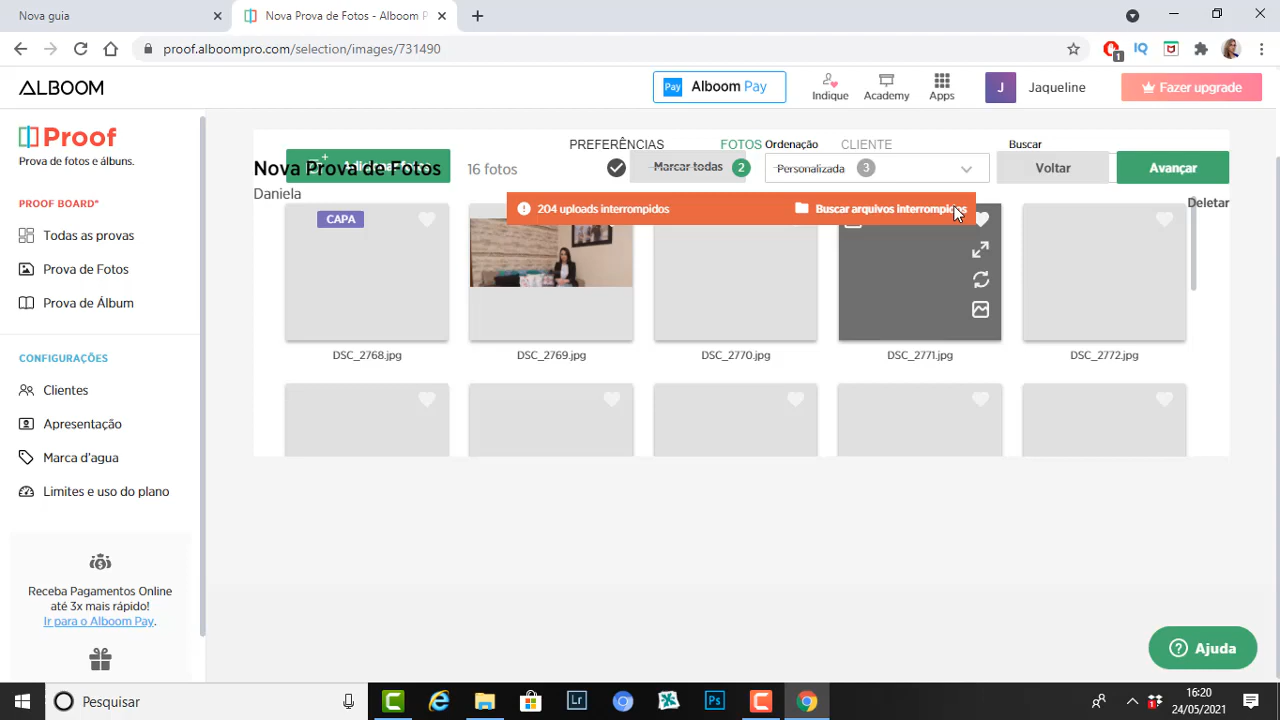 Nova guia
Nova Prova de Fotos - Alboom P
proof.alboompro.com/selection/images/731490
1
ALBOOM
Pay Alboom Pay
Indique
Academy
Apps
J Jaqueline
Fazer upgrade
Proof
Prova de fotos e álbuns.
PROOF BOARD®
Todas as provas
Prova de Fotos
Prova de Álbum
CONFIGURAÇÕES
Clientes
Apresentação
Marca d'agua
Limites e uso do plano
Receba Pagamentos Online
até 3x mais rápido!
Ir para o Alboom Pay.
PREFERÊNCIAS
FOTOS
Ordenação
CLIENTE
Buscar
Nova Prova de Fotos
16 fotos
Marcar todas
2
Personalizada
3
Voltar
Avançar
Daniela
Deletar
204 uploads interrompidos
Buscar arquivos interrompidos
CAPA
DSC_2768.jpg
DSC_2769.jpg
DSC_2770.jpg
DSC_2771.jpg
DSC_2772.jpg
Ajuda
Pesquisar
Lr
Ps
16:20
24/05/2021